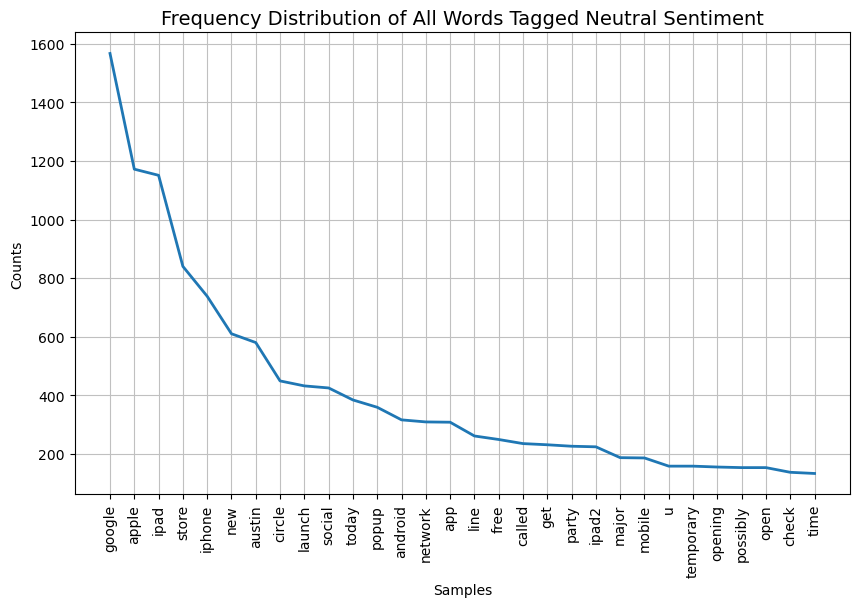 Frequency Distribution of All Words Tagged Neutral Sentiment
1600
1400
1200
1000
800
600
400
200
Counts
google
apple
ipad
store
iphone
new
austin
circle
launch
social
today
popup
android
network
app
line
free
called
get
party
ipad2
major
mobile
u
temporary
opening
possibly
open
check
time
Samples